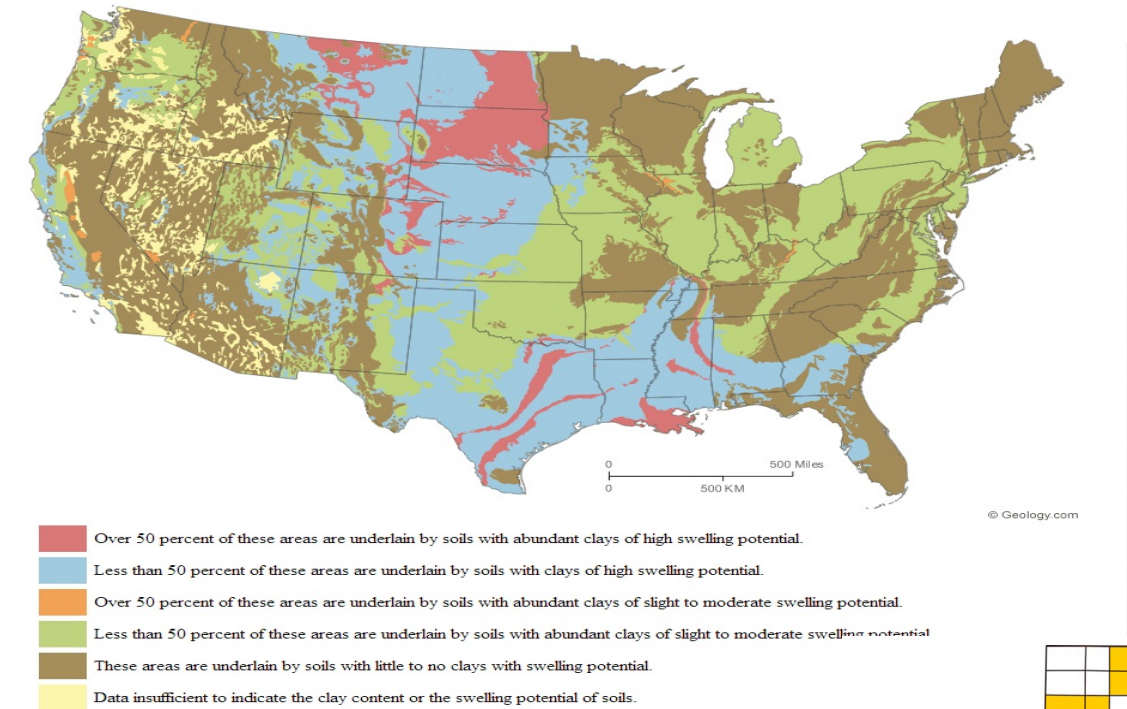 0 500 Miles
0 500 KM
© Geology.com
Over 50 percent of these areas are underlain by soils with abundant clays of high swelling potential.
Less than 50 percent of these areas are underlain by soils with clays of high swelling potential.
Over 50 percent of these areas are underlain by soils with abundant clays of slight to moderate swelling potential.
Less than 50 percent of these areas are underlain by soils with abundant clays of slight to moderate swelling potential
These areas are underlain by soils with little to no clays with swelling potential.
Data insufficient to indicate the clay content or the swelling potential of soils.